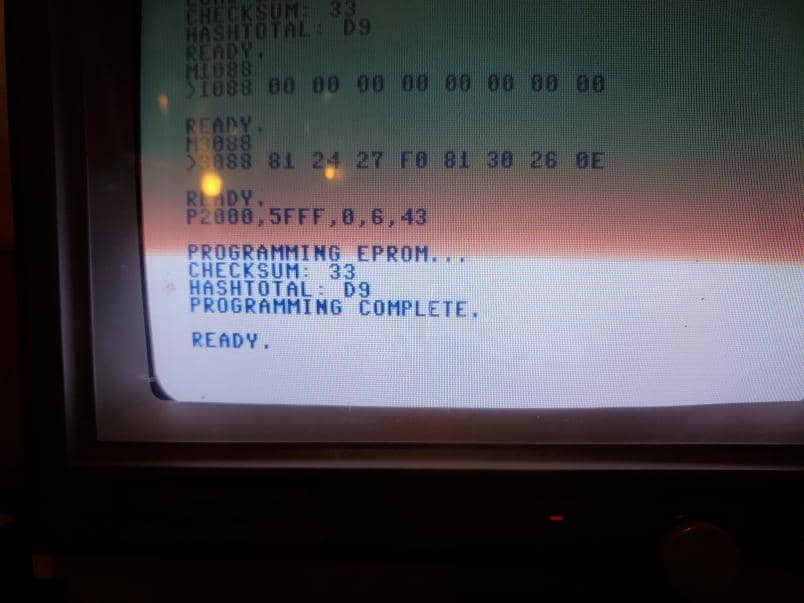 CHECKSUM: 33
HASHTOTAL: D9
READY.
M1088
>1088 00 00 00 00 00 00 00 00
READY.
M3088
>3088 81 24 27 F0 81 30 26 0E
READY.
P2000,5FFF,0,6,43
PROGRAMMING EPROM...
CHECKSUM: 33
HASHTOTAL: D9
PROGRAMMING COMPLETE.
READY.